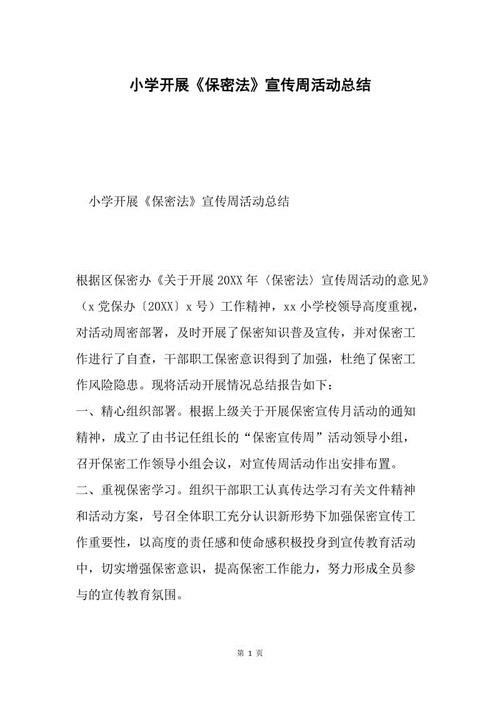 小学开展《保密法》宣传周活动总结
小学开展《保密法》宣传周活动总结
根据区保密办《关于开展20XX年〈保密法〉宣传周活动的意见》
（x党保办〔20XX〕x号）工作精神，xx小学校领导高度重视，
对活动周密部署，及时开展了保密知识普及宣传，并对保密工
作进行了自查，干部职工保密意识得到了加强，杜绝了保密工
作风险隐患。现将活动开展情况总结报告如下：
一、精心组织部署。根据上级关于开展保密宣传月活动的通知
精神，成立了由书记任组长的“保密宣传周”活动领导小组，
召开保密工作领导小组会议，对宣传周活动作出安排布置。
二、重视保密学习。组织干部职工认真传达学习有关文件精神
和活动方案，号召全体职工充分认识新形势下加强保密宣传工
作重要性，以高度的责任感和使命感积极投身到宣传教育活动
中，切实增强保密意识，提高保密工作能力，努力形成全员参
与的宣传教育氛围。
第 1 页